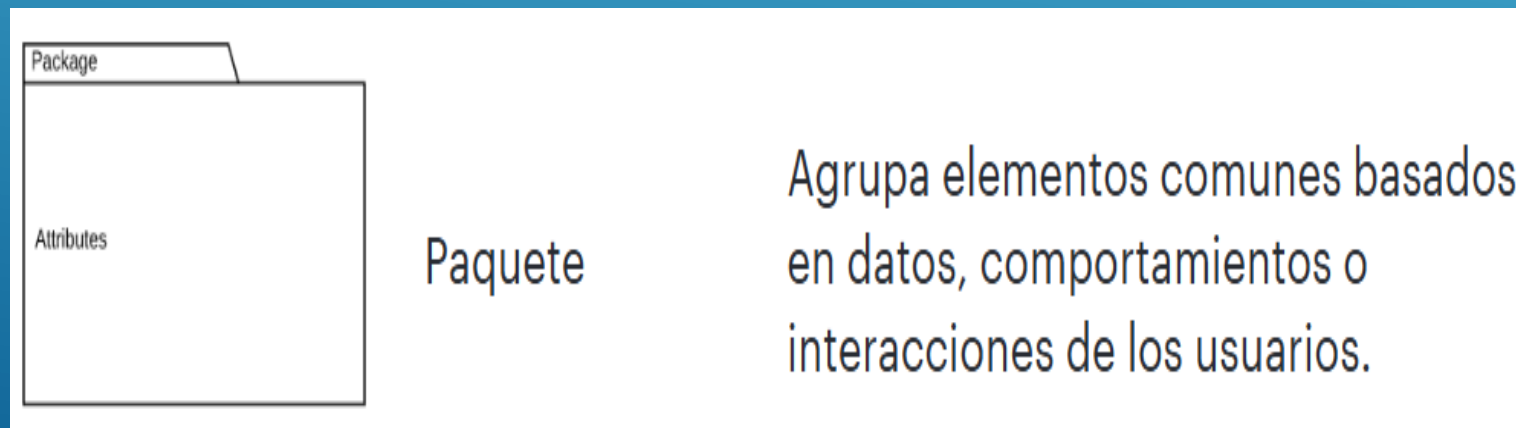 Package
Attributes
Paquete
Agrupa elementos comunes basados
en datos, comportamientos o
interacciones de los usuarios.